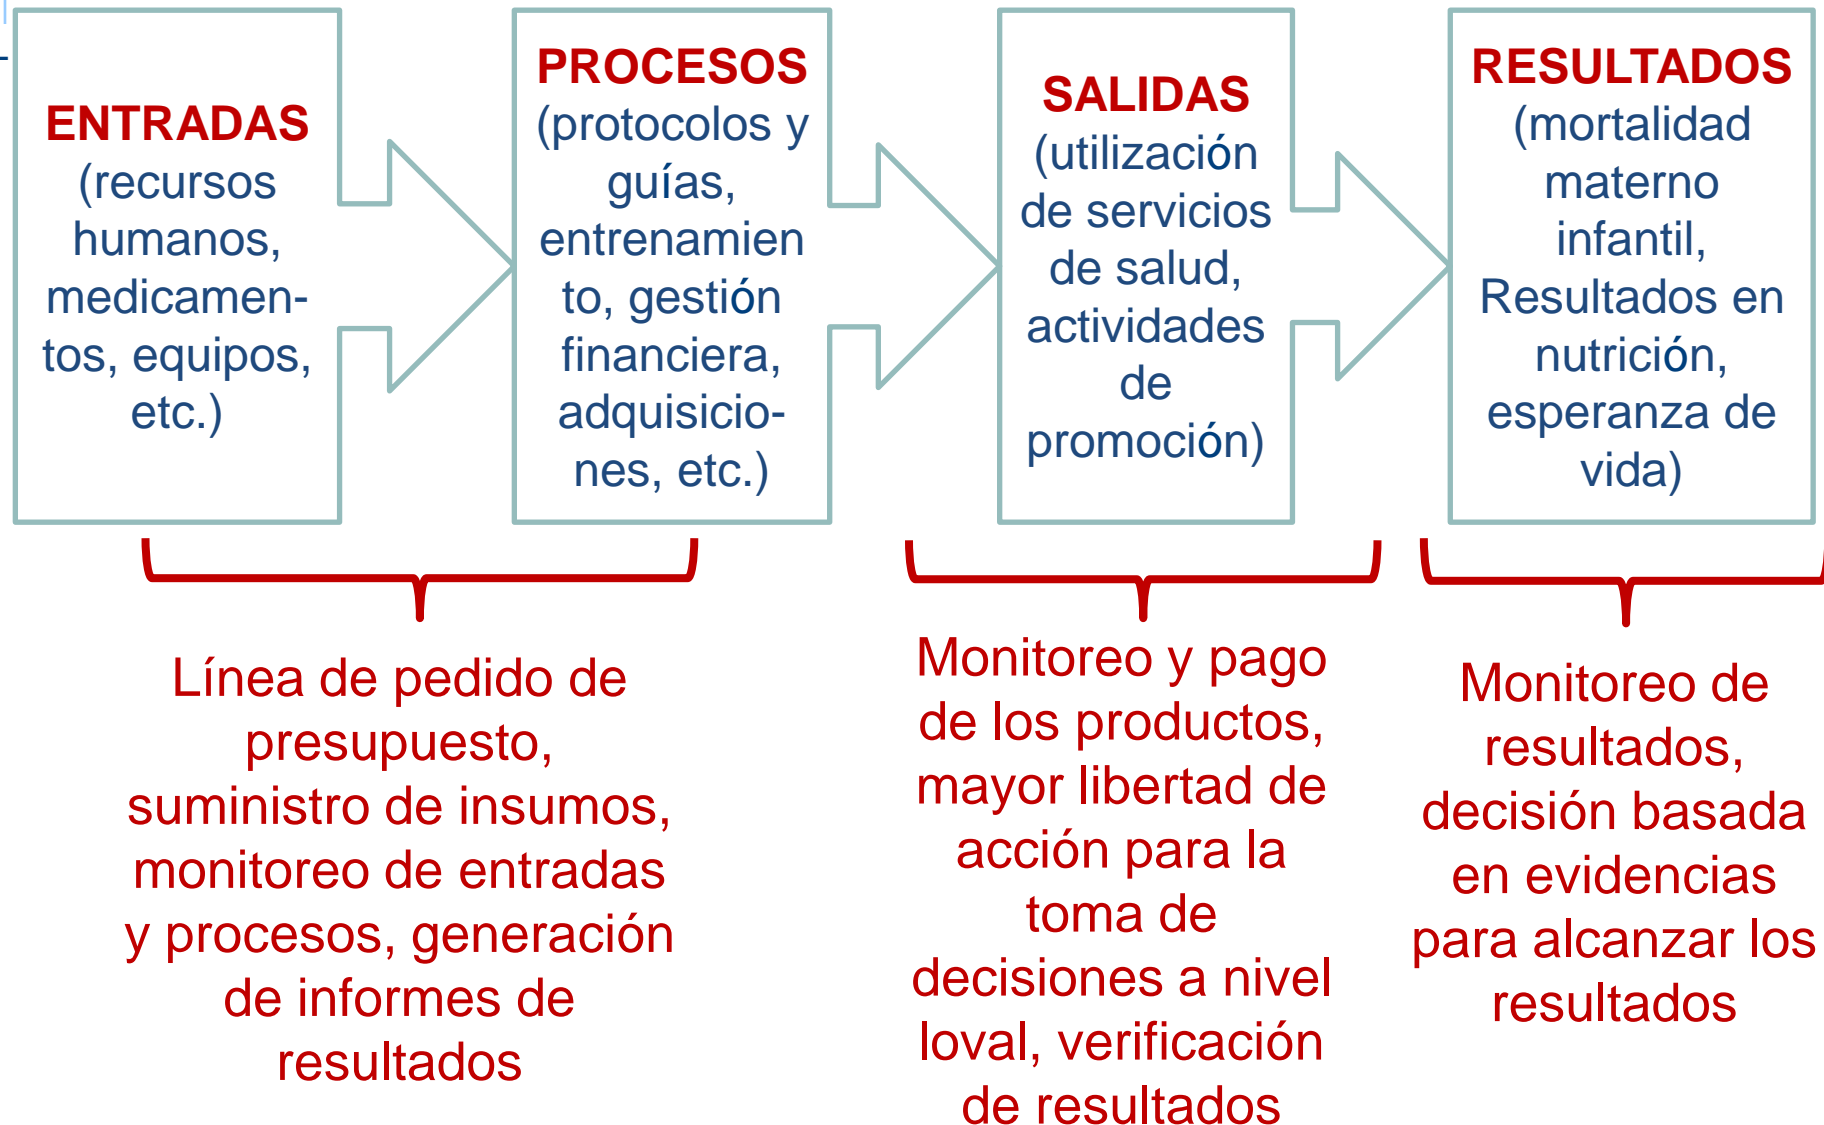 ENTRADAS
(recursos
humanos,
medicamen-
tos, equipos,
etc.)
PROCESOS
(protocolos y
guías,
entrenamien
to, gestión
financiera,
adquisicio-
nes, etc.)
SALIDAS
(utilización
de servicios
de salud,
actividades
de
promoción)
RESULTADOS
(mortalidad
materno
infantil,
Resultados en
nutrición,
esperanza de
vida)
Línea de pedido de
presupuesto,
suministro de insumos,
monitoreo de entradas
y procesos, generación
de informes de
resultados
Monitoreo y pago
de los productos,
mayor libertad de
acción para la
toma de
decisiones a nivel
loval, verificación
de resultados
Monitoreo de
resultados,
decisión basada
en evidencias
para alcanzar los
resultados